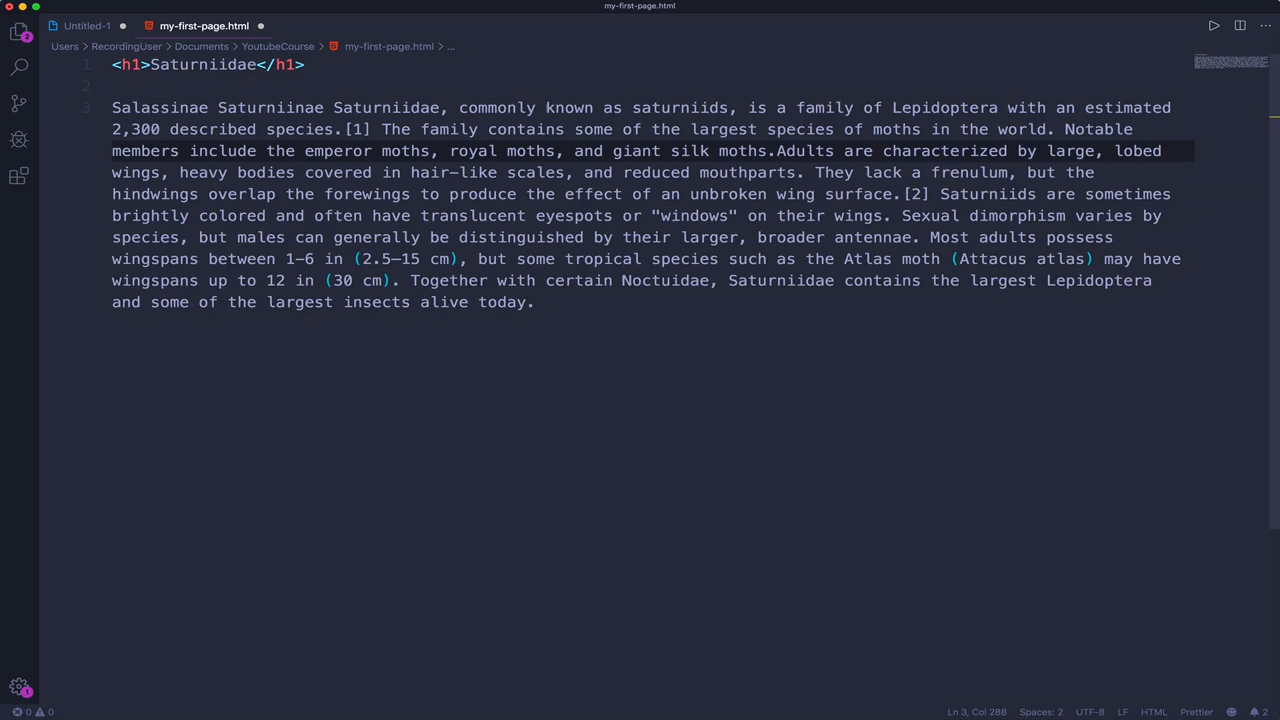 my-first-page.html
Untitled-1 my-first-page.html
Users > RecordingUser > Documents > YoutubeCourse > my-first-page.html > ...
1 <h1>Saturniidae</h1>
2
3 Salassinae Saturniinae Saturniidae, commonly known as saturniids, is a family of Lepidoptera with an estimated
2,300 described species.[1] The family contains some of the largest species of moths in the world. Notable
members include the emperor moths, royal moths, and giant silk moths.Adults are characterized by large, lobed
wings, heavy bodies covered in hair-like scales, and reduced mouthparts. They lack a frenulum, but the
hindwings overlap the forewings to produce the effect of an unbroken wing surface.[2] Saturniids are sometimes
brightly colored and often have translucent eyespots or "windows" on their wings. Sexual dimorphism varies by
species, but males can generally be distinguished by their larger, broader antennae. Most adults possess
wingspans between 1–6 in (2.5–15 cm), but some tropical species such as the Atlas moth (Attacus atlas) may have
wingspans up to 12 in (30 cm). Together with certain Noctuidae, Saturniidae contains the largest Lepidoptera
and some of the largest insects alive today.
2
1
0 0 Ln 3, Col 288 Spaces: 2 UTF-8 LF HTML Prettier 2